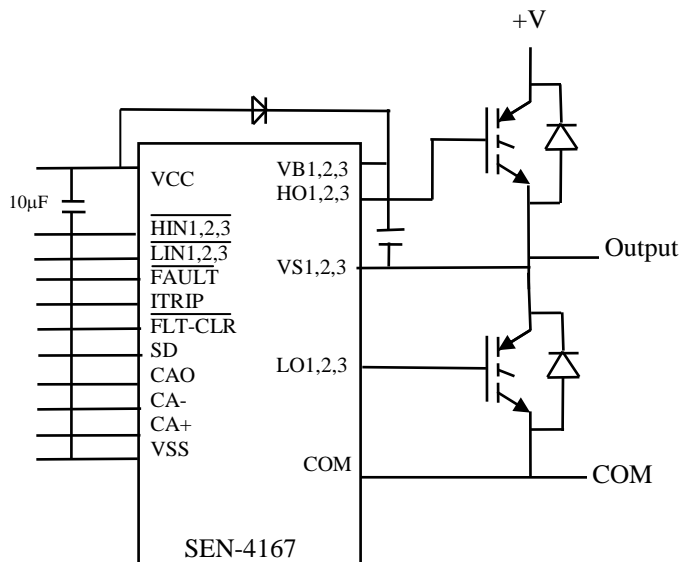 +V
VCC
VB1,2,3
HO1,2,3
10µF
HIN1,2,3
LIN1,2,3
Output
FAULT
VS1,2,3
ITRIP
FLT-CLR
SD
LO1,2,3
CAO
CA-
CA+
VSS
COM
COM
SEN-4167